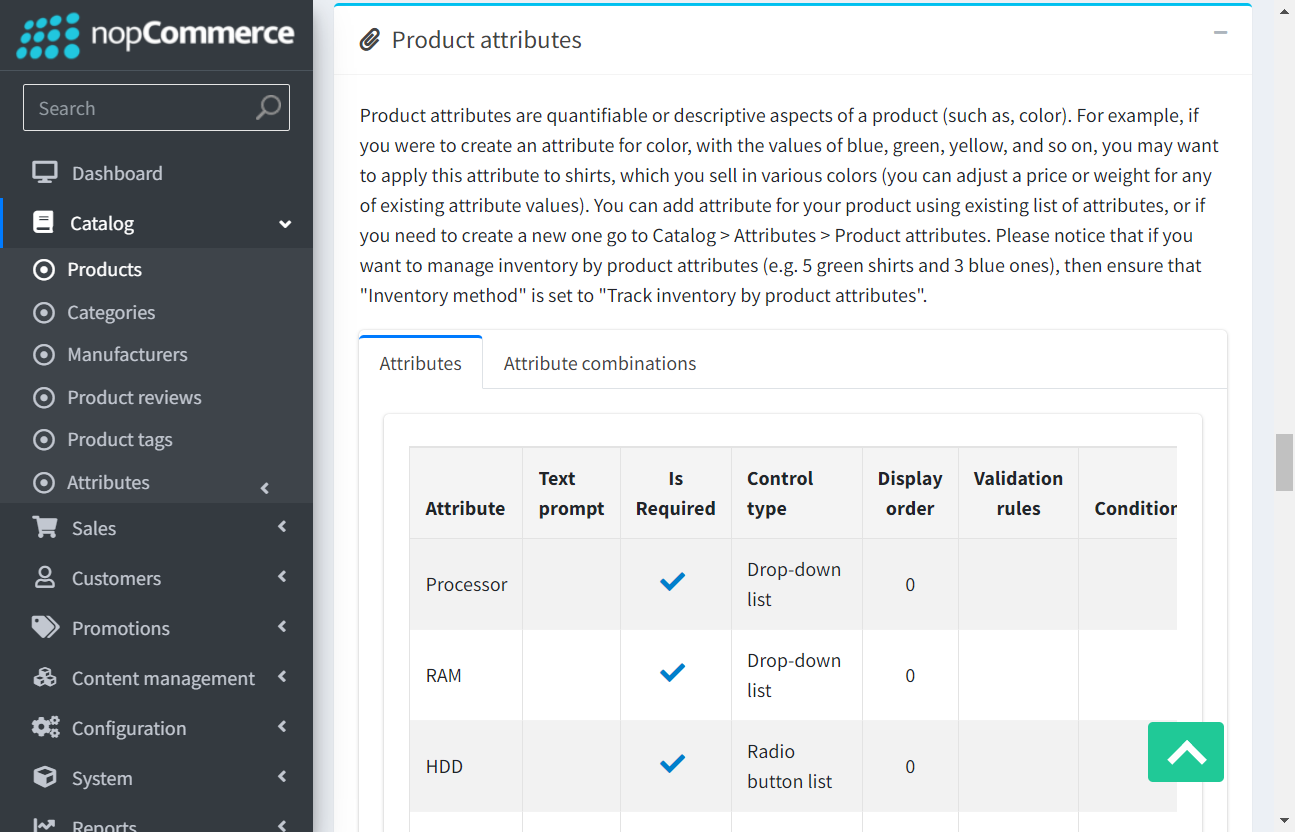 nopCommerce
Search
Dashboard
Catalog
Products
Categories
Manufacturers
Product reviews
Product tags
Attributes
Sales
Customers
Promotions
Content management
Configuration
System
Reports
Product attributes
Product attributes are quantifiable or descriptive aspects of a product (such as, color). For example, if
you were to create an attribute for color, with the values of blue, green, yellow, and so on, you may want
to apply this attribute to shirts, which you sell in various colors (you can adjust a price or weight for any
of existing attribute values). You can add attribute for your product using existing list of attributes, or if
you need to create a new one go to Catalog > Attributes > Product attributes. Please notice that if you
want to manage inventory by product attributes (e.g. 5 green shirts and 3 blue ones), then ensure that
"Inventory method" is set to "Track inventory by product attributes".
Attributes Attribute combinations
Text Is Control Display Validation
Attribute prompt Required type order rules Condition
Processor Drop-down list 0
RAM Drop-down list 0
HDD Radio button list 0